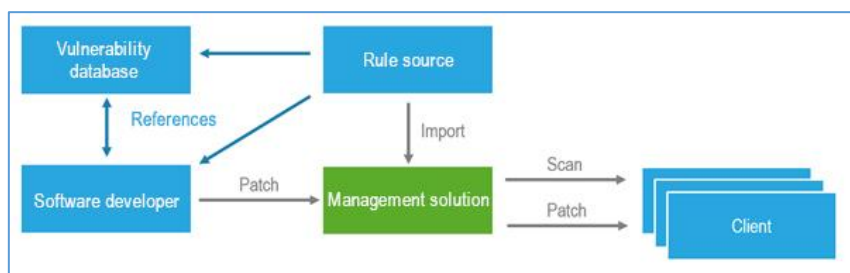 Vulnerability
database
Rule source
References
Import
Scan
Software developer
Patch
Management solution
Patch
Client